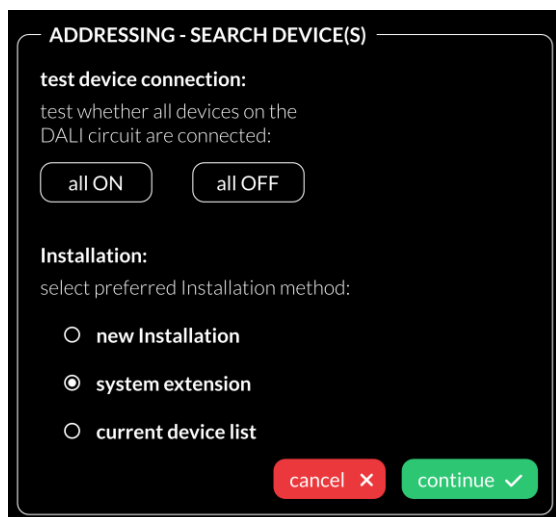 ADDRESSING - SEARCH DEVICE(S)
test device connection:
test whether all devices on the
DALI circuit are connected:
all ON
all OFF
Installation:
select preferred Installation method:
new Installation
system extension
current device list
cancel
continue